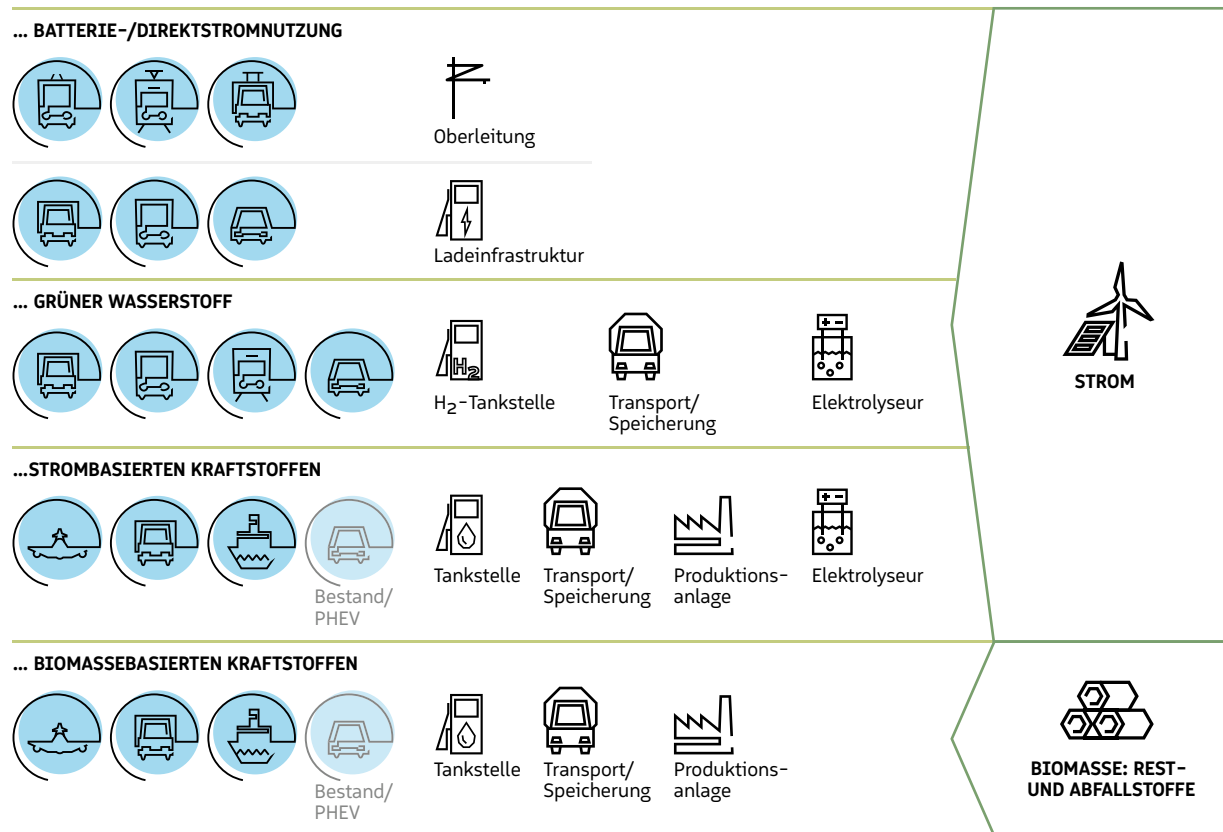 ... BATTERIE-/DIREKTSTROMNUTZUNG
Oberleitung
Ladeinfrastruktur
... GRÜNER WASSERSTOFF
H2
H2-Tankstelle
Transport/
Speicherung
Elektrolyseur
STROM
...STROMBASIERTEN KRAFTSTOFFEN
Bestand/
PHEV
Tankstelle
Transport/
Speicherung
Produktions-
anlage
Elektrolyseur
... BIOMASSEBASIERTEN KRAFTSTOFFEN
Bestand/
PHEV
Tankstelle
Transport/
Speicherung
Produktions-
anlage
BIOMASSE: REST-
UND ABFALLSTOFFE